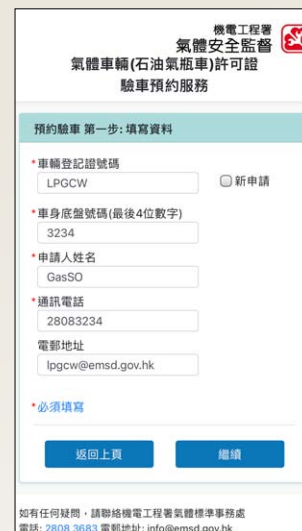 機電工程署
氣體安全監督
氣體車輛(石油氣瓶車)許可證
驗車預約服務
預約驗車 第一步: 填寫資料
*車輛登記證號碼
LPGCW
新申請
*車身底盤號碼(最後4位數字)
3234
*申請人姓名
GasSO
*通訊電話
28083234
電郵地址
lpgcw@emsd.gov.hk
*必須填寫
返回上頁
繼續
如有任何疑問，請聯絡機電工程署氣體標準事務處
電話: 2808 3683 電郵地址: info@emsd.gov.hk